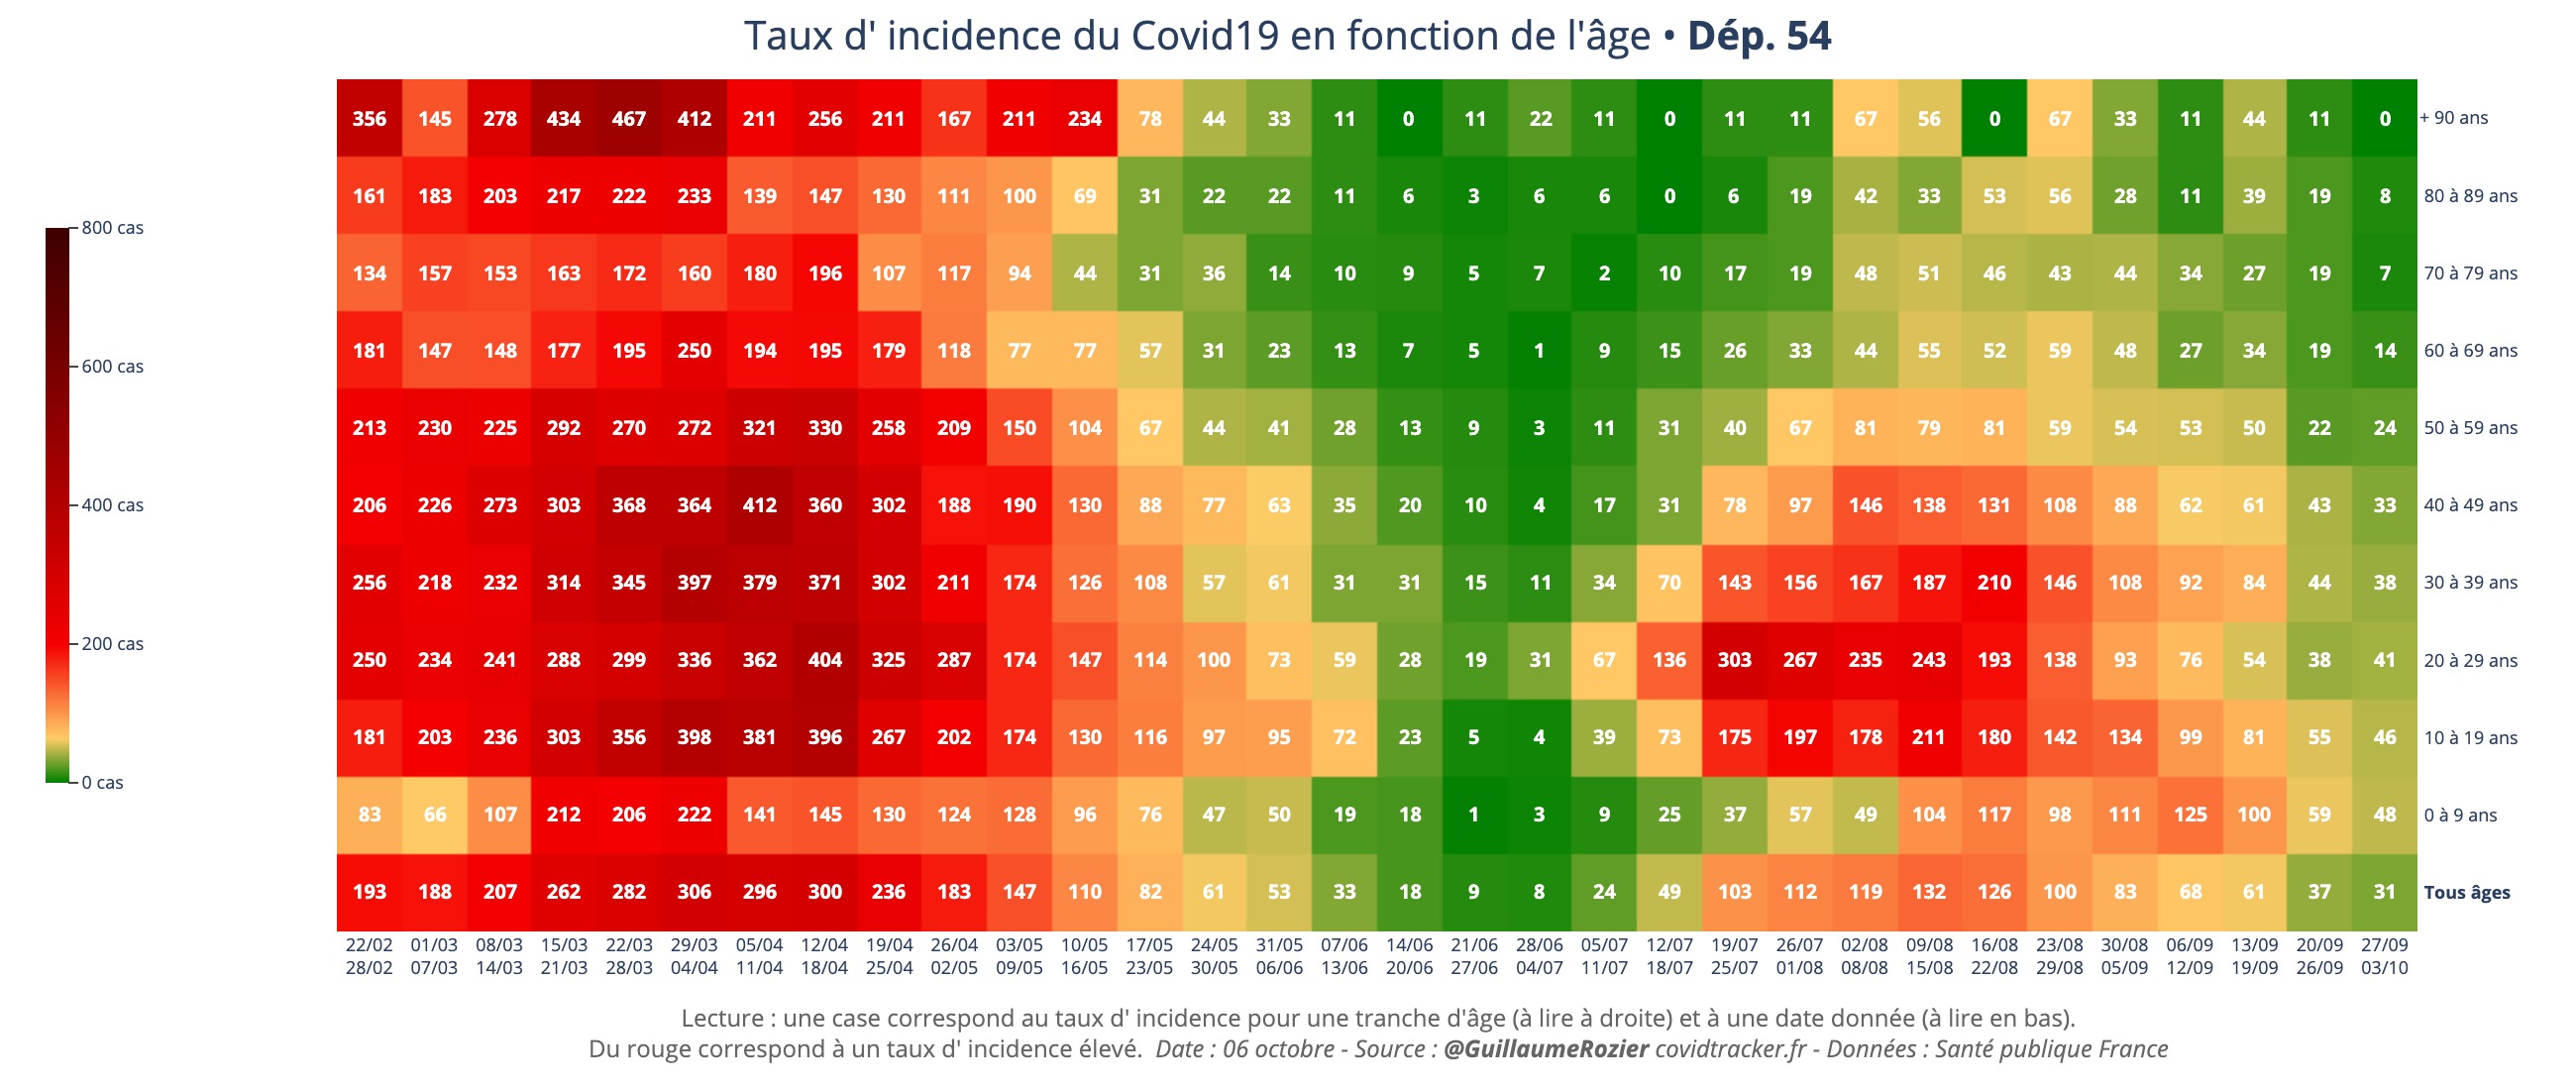 Taux d' incidence du Covid19 en fonction de l'âge • Dép. 54
356 145 278 434 467 412 211 256 211 167 211 234 78 44 33 11 0 11 22 11 0 11 11 67 56 0 67 33 11 44 11 0 + 90 ans
161 183 203 217 222 233 139 147 130 111 100 69 31 22 22 11 6 3 6 6 0 6 19 42 33 53 56 28 11 39 19 8 80 à 89 ans
800 cas
134 157 153 163 172 160 180 196 107 117 94 44 31 36 14 10 9 5 7 2 10 17 19 48 51 46 43 44 34 27 19 7 70 à 79 ans
181 147 148 177 195 250 194 195 179 118 77 77 57 31 23 13 7 5 1 9 15 26 33 44 55 52 59 48 27 34 19 14 60 à 69 ans
600 cas
213 230 225 292 270 272 321 330 258 209 150 104 67 44 41 28 13 9 3 11 31 40 67 81 79 81 59 54 53 50 22 24 50 à 59 ans
400 cas
206 226 273 303 368 364 412 360 302 188 190 130 88 77 63 35 20 10 4 17 31 78 97 146 138 131 108 88 62 61 43 33 40 à 49 ans
256 218 232 314 345 397 379 371 302 211 174 126 108 57 61 31 31 15 11 34 70 143 156 167 187 210 146 108 92 84 44 38 30 à 39 ans
200 cas
250 234 241 288 299 336 362 404 325 287 174 147 114 100 73 59 28 19 31 67 136 303 267 235 243 193 138 93 76 54 38 41 20 à 29 ans
181 203 236 303 356 398 381 396 267 202 174 130 116 97 95 72 23 5 4 39 73 175 197 178 211 180 142 134 99 81 55 46 10 à 19 ans
0 cas
83 66 107 212 206 222 141 145 130 124 128 96 76 47 50 19 18 1 3 9 25 37 57 49 104 117 98 111 125 100 59 48 0 à 9 ans
193 188 207 262 282 306 296 300 236 183 147 110 82 61 53 33 18 9 8 24 49 103 112 119 132 126 100 83 68 61 37 31 Tous âges
22/02 01/03 08/03 15/03 22/03 29/03 05/04 12/04 19/04 26/04 03/05 10/05 17/05 24/05 31/05 07/06 14/06 21/06 28/06 05/07 12/07 19/07 26/07 02/08 09/08 16/08 23/08 30/08 06/09 13/09 20/09 27/09
28/02 07/03 14/03 21/03 28/03 04/04 11/04 18/04 25/04 02/05 09/05 16/05 23/05 30/05 06/06 13/06 20/06 27/06 04/07 11/07 18/07 25/07 01/08 08/08 15/08 22/08 29/08 05/09 12/09 19/09 26/09 03/10
Lecture : une case correspond au taux d' incidence pour une tranche d'âge (à lire à droite) et à une date donnée (à lire en bas).
Du rouge correspond à un taux d' incidence élevé. Date : 06 octobre - Source : @GuillaumeRozier covidtracker.fr - Données : Santé publique France